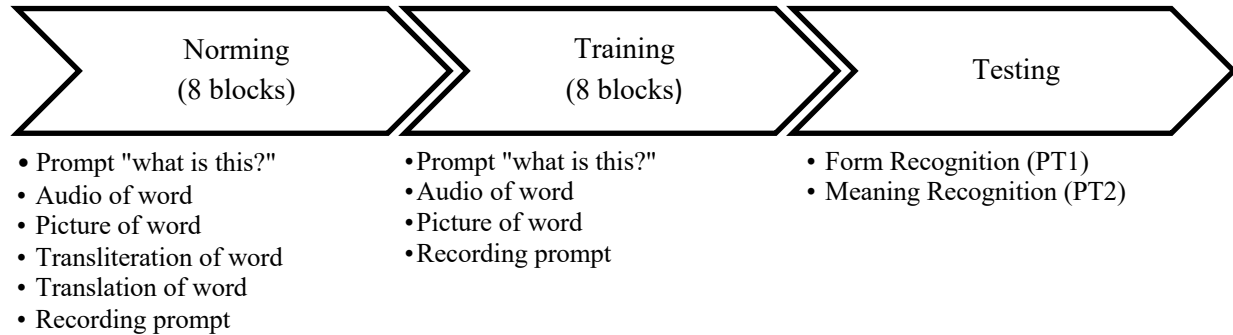 Norming
(8 blocks)
• Prompt "what is this?"
• Audio of word
• Picture of word
• Transliteration of word
• Translation of word
• Recording prompt
Training
(8 blocks)
•Prompt "what is this?"
•Audio of word
•Picture of word
•Recording prompt
Testing
• Form Recognition (PT1)
• Meaning Recognition (PT2)